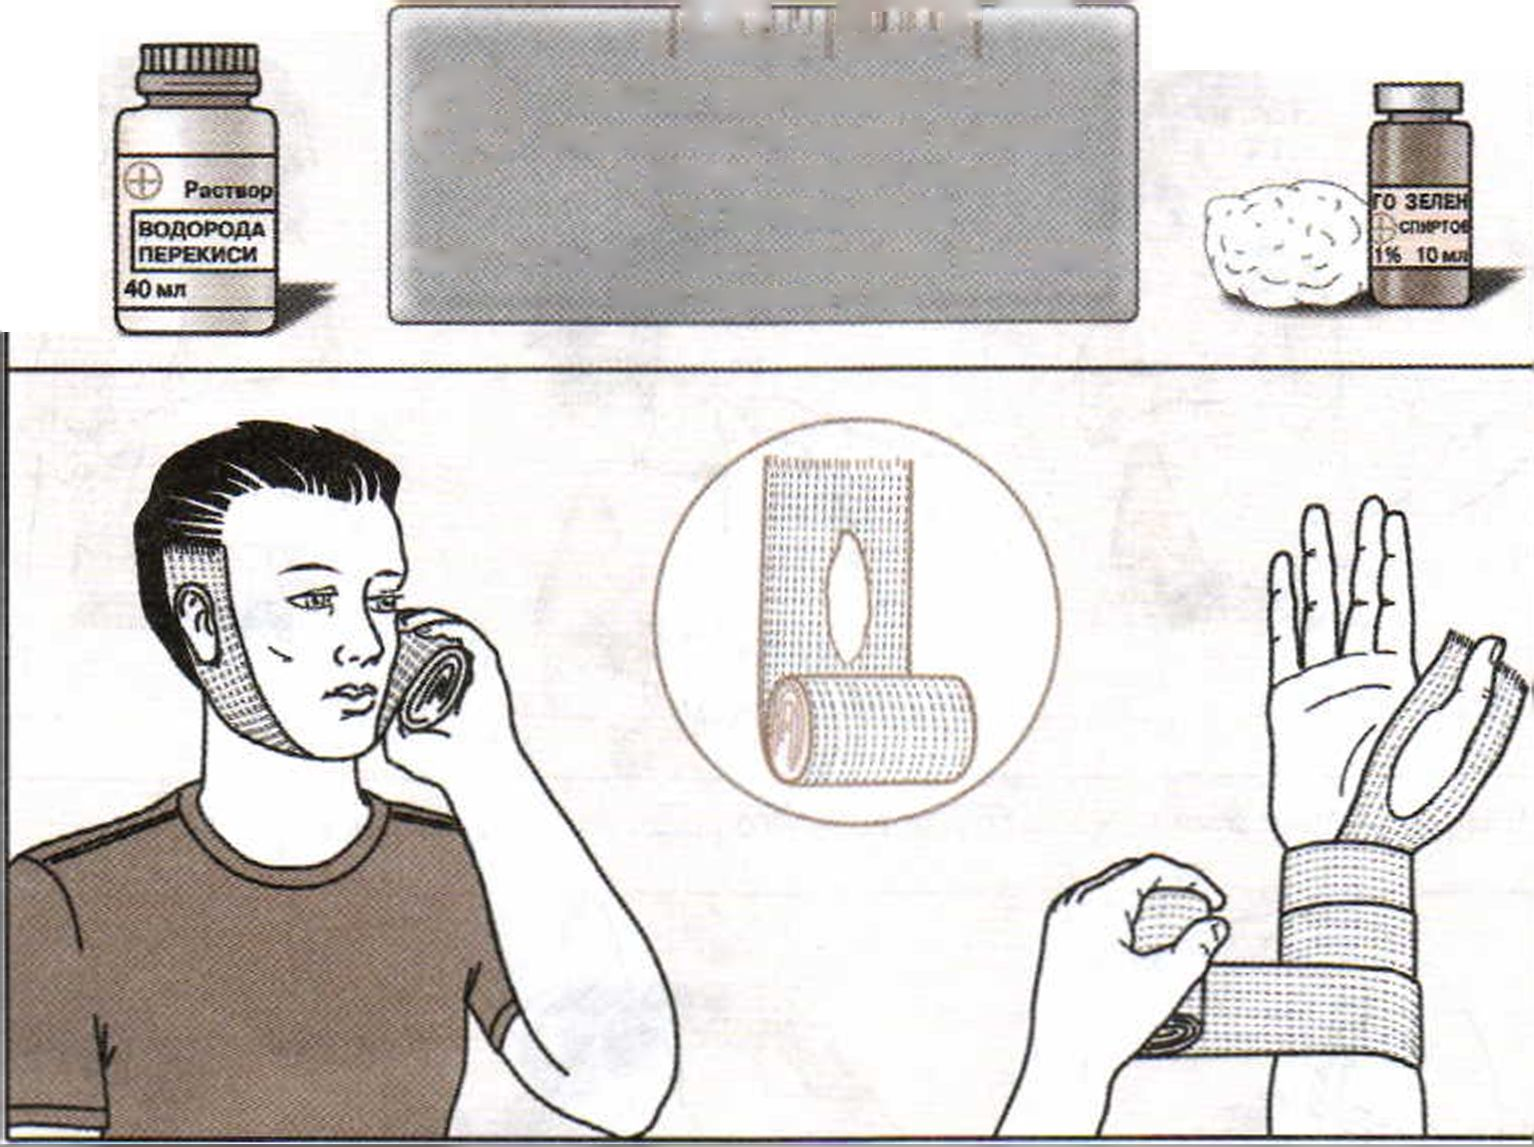 Раствор
ВОДОРОДА
ПЕРЕКИСИ
40 мл
ГО ЗЕЛЕН
СПИРТОВ
1% 10 мл